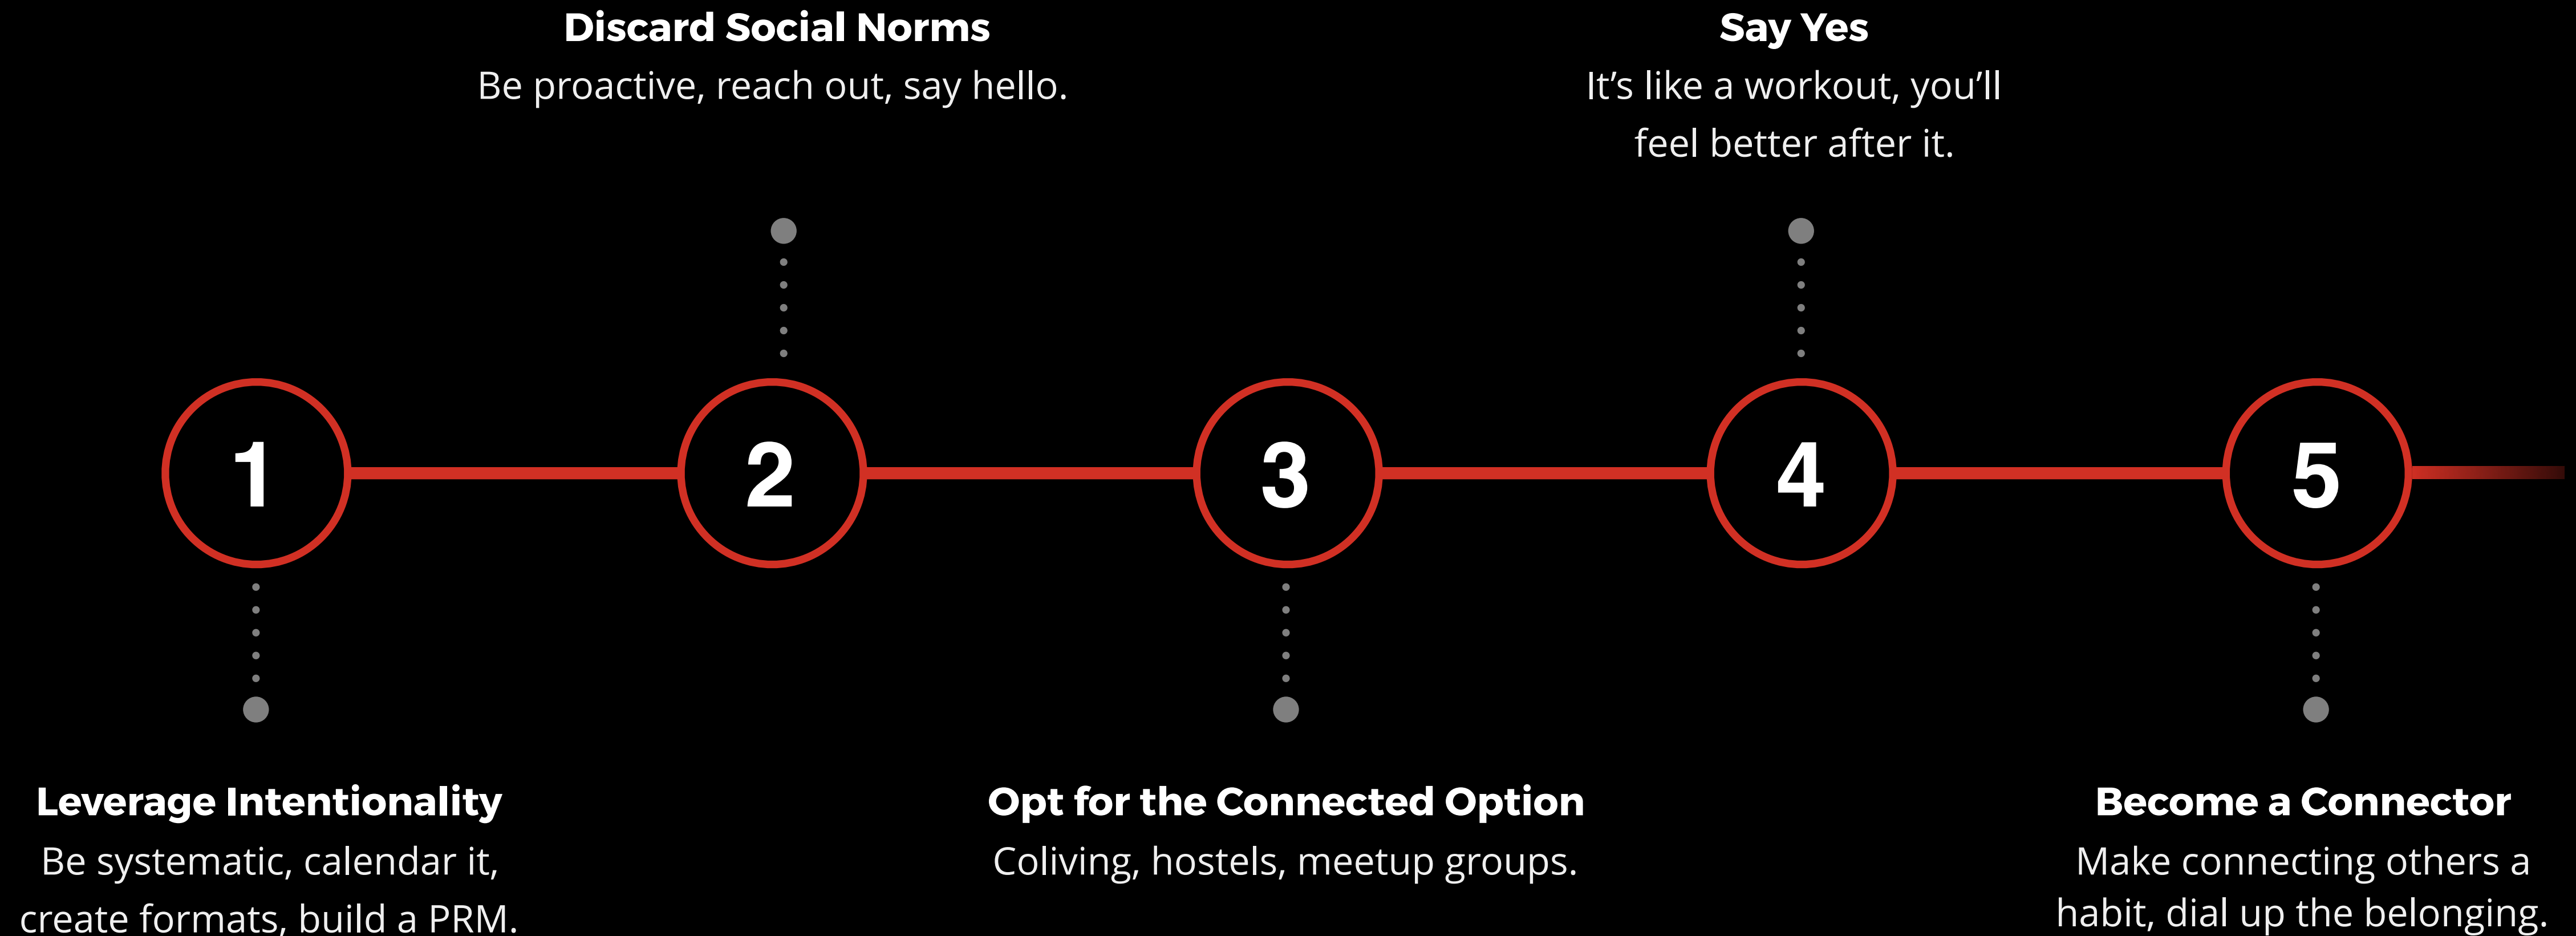 Discard Social Norms
Be proactive, reach out, say hello.
Say Yes
It’s like a workout, you’ll
feel better after it.
1
2
3
4
5
Leverage Intentionality
Be systematic, calendar it,
create formats, build a PRM.
Opt for the Connected Option
Coliving, hostels, meetup groups.
Become a Connector
Make connecting others a
habit, dial up the belonging.